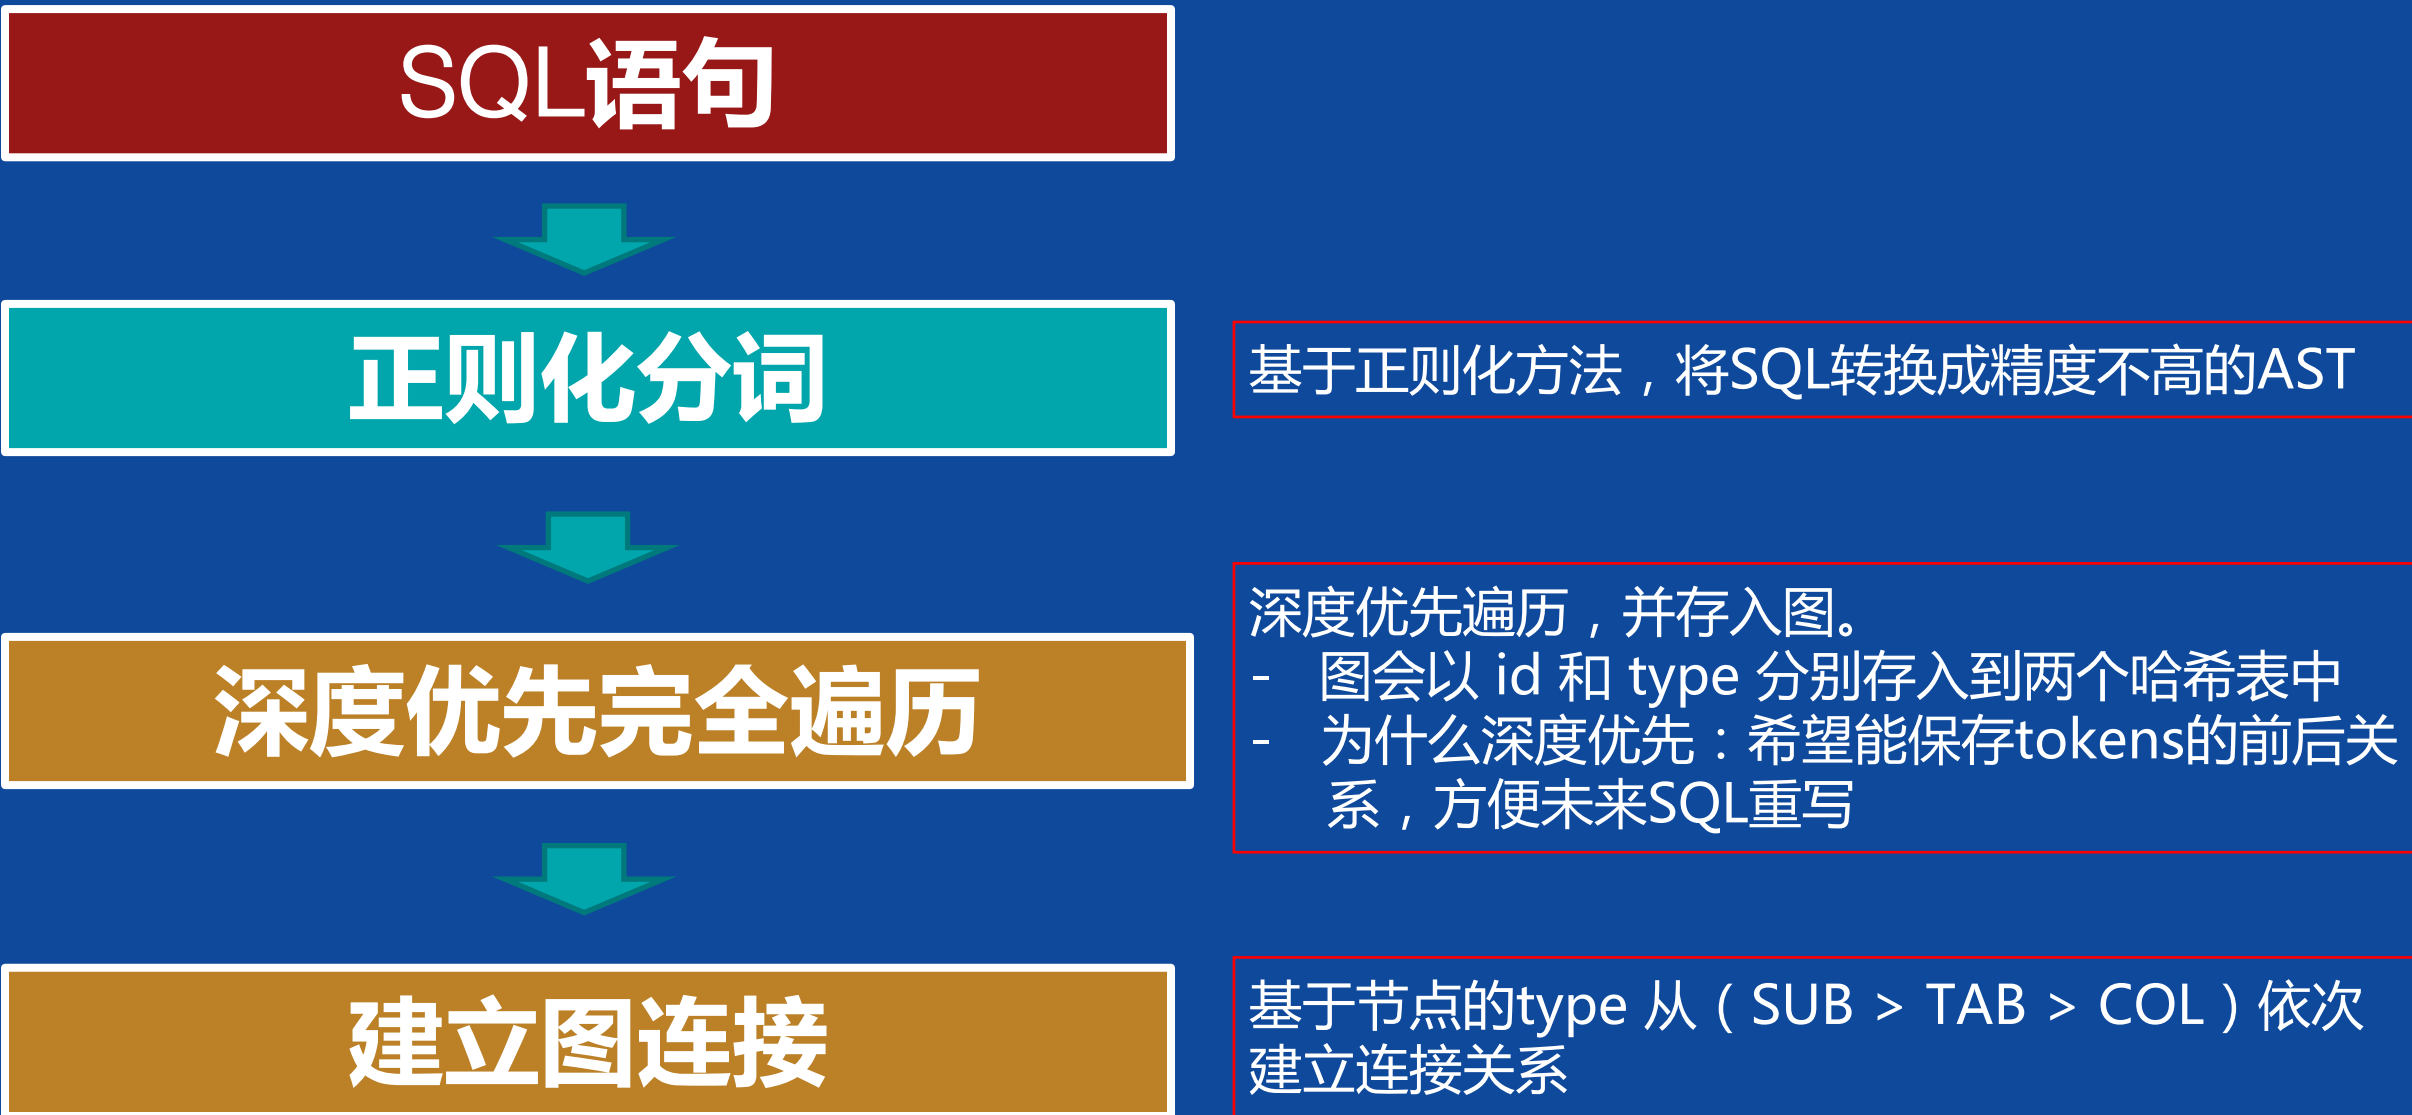 SQL语句
正则化分词
基于正则化方法，将SQL转换成精度不高的AST
深度优先完全遍历
深度优先遍历，并存入图。
- 图会以 id 和 type 分别存入到两个哈希表中
- 为什么深度优先：希望能保存tokens的前后关
系，方便未来SQL重写
建立图连接
基于节点的type 从（SUB > TAB > COL）依次
建立连接关系